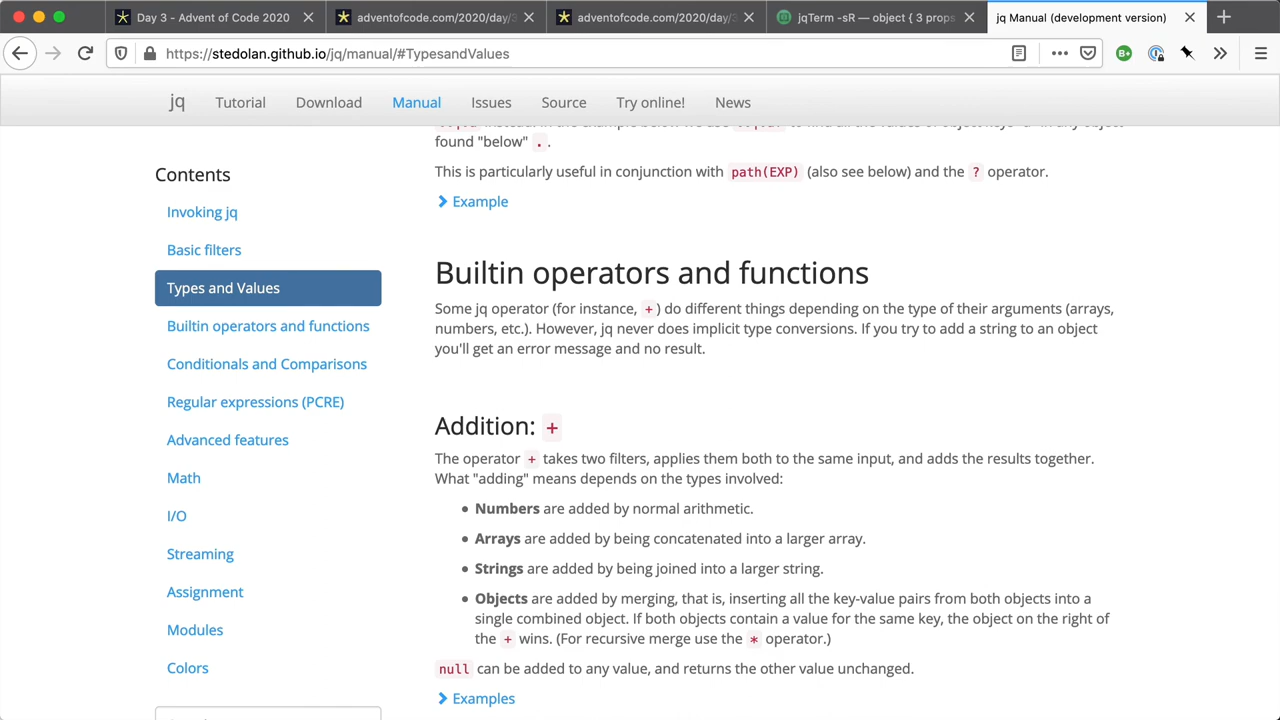 Day 3 - Advent of Code 2020
adventofcode.com/2020/day/3
adventofcode.com/2020/day/3
jqTerm -sR — object { 3 props
jq Manual (development version)
https://stedolan.github.io/jq/manual/#TypesandValues
jq
Tutorial
Download
Manual
Issues
Source
Try online!
News
Contents
Invoking jq
Basic filters
Types and Values
Builtin operators and functions
Conditionals and Comparisons
Regular expressions (PCRE)
Advanced features
Math
I/O
Streaming
Assignment
Modules
Colors
found "below" .
This is particularly useful in conjunction with path(EXP) (also see below) and the ? operator.
Example
Builtin operators and functions
Some jq operator (for instance, +) do different things depending on the type of their arguments (arrays,
numbers, etc.). However, jq never does implicit type conversions. If you try to add a string to an object
you'll get an error message and no result.
Addition: +
The operator + takes two filters, applies them both to the same input, and adds the results together.
What "adding" means depends on the types involved:
Numbers are added by normal arithmetic.
Arrays are added by being concatenated into a larger array.
Strings are added by being joined into a larger string.
Objects are added by merging, that is, inserting all the key-value pairs from both objects into a
single combined object. If both objects contain a value for the same key, the object on the right of
the + wins. (For recursive merge use the * operator.)
null can be added to any value, and returns the other value unchanged.
Examples